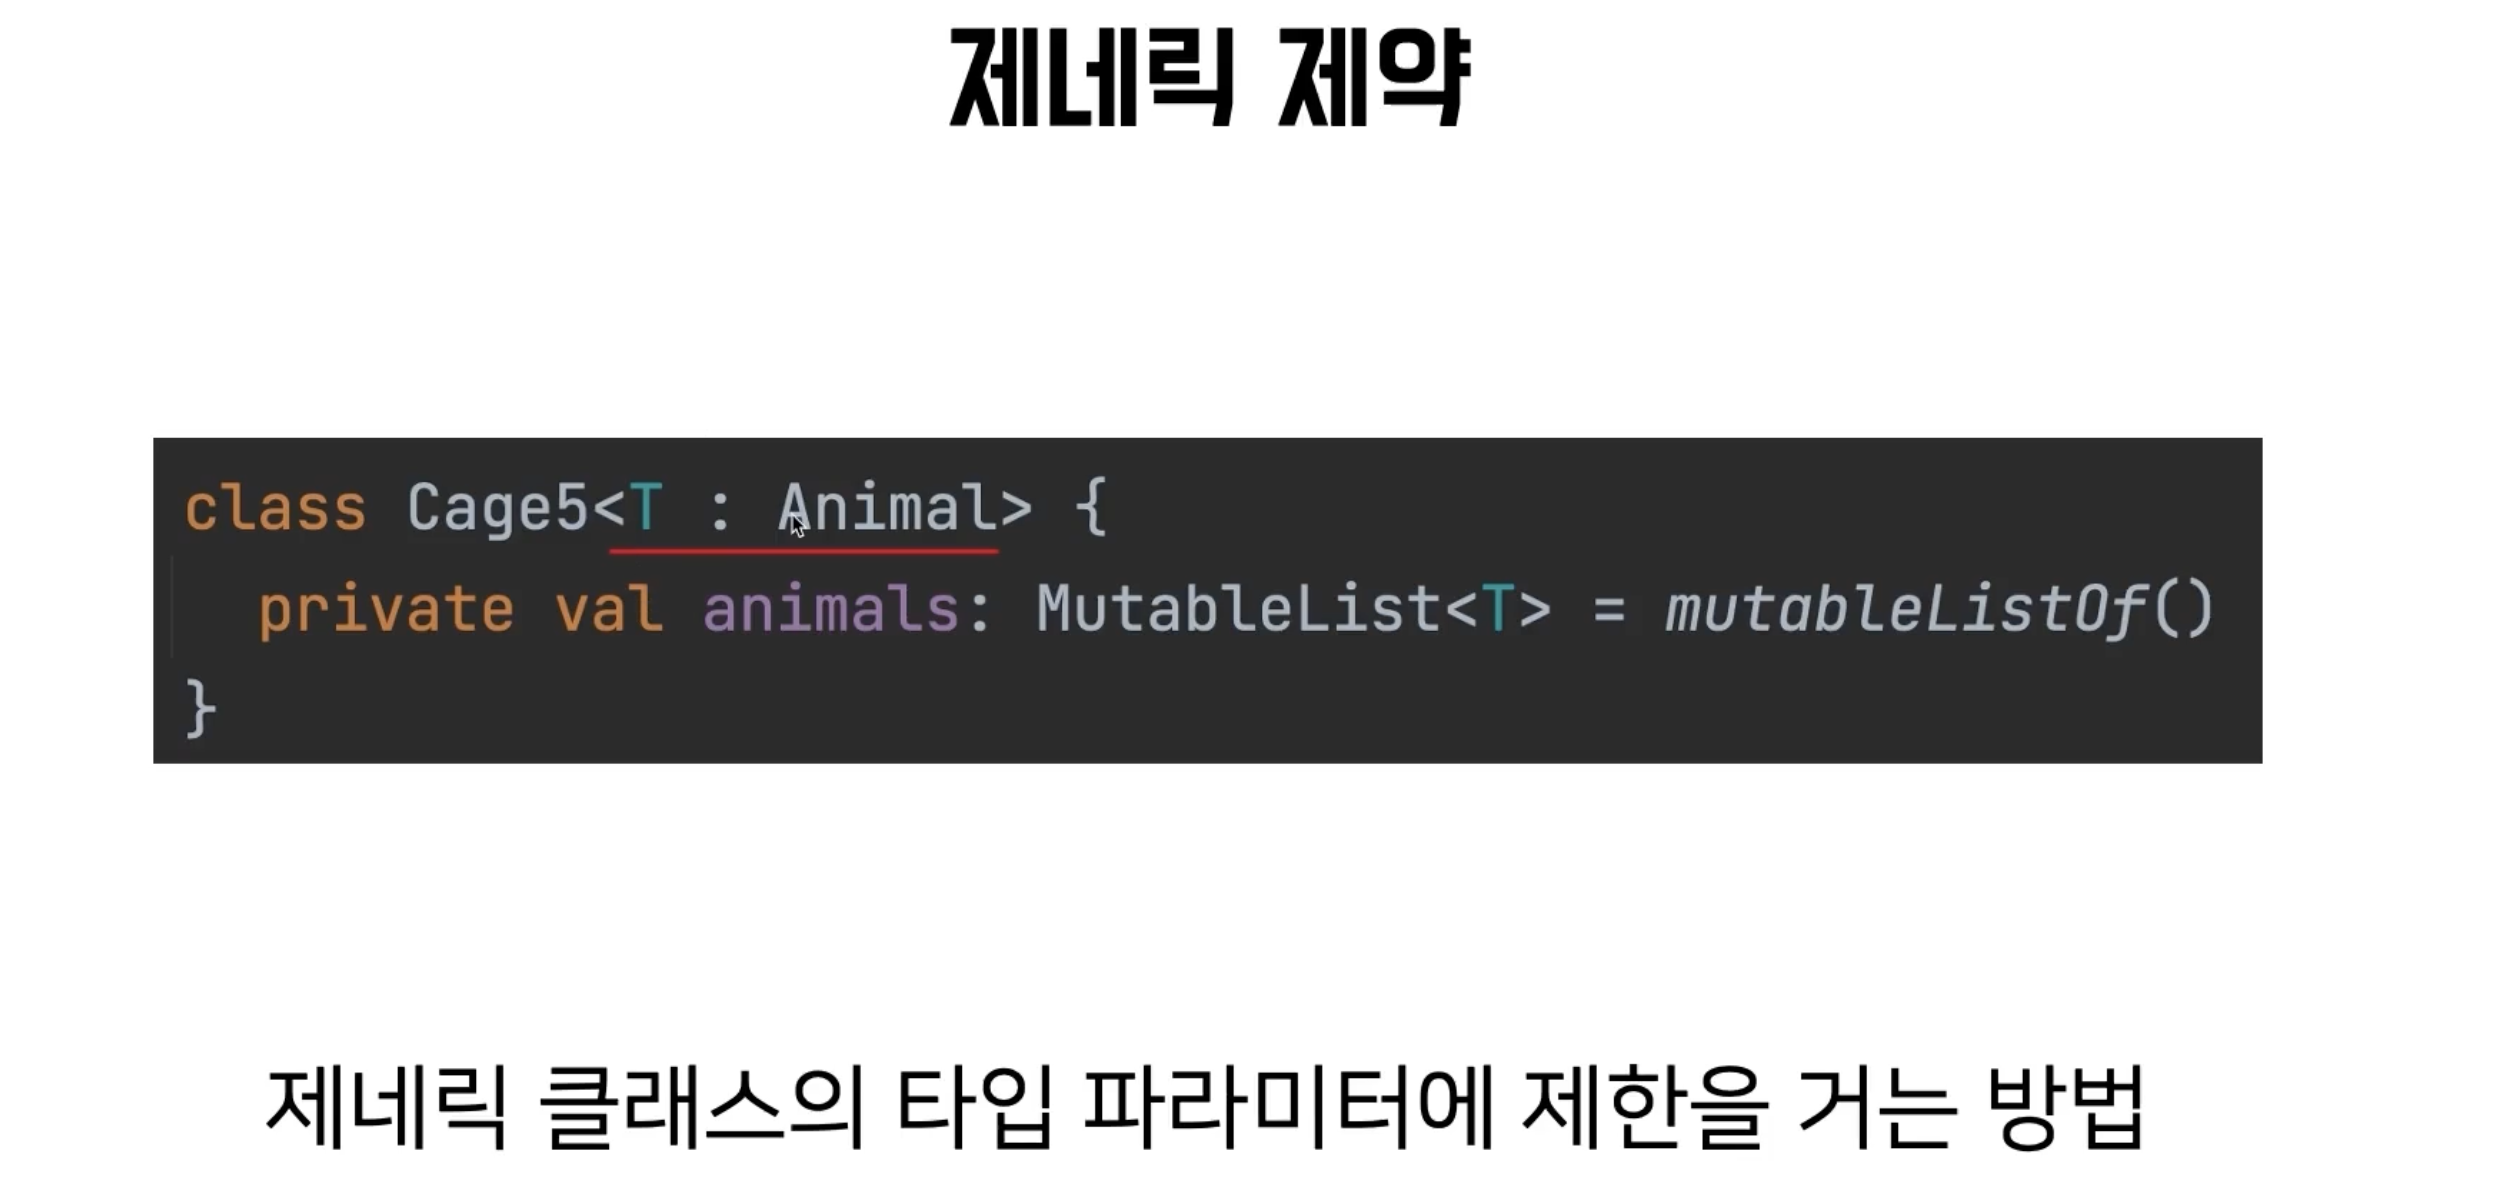 제네릭 제약
class Cage5<T : Animal> {
private val animals: MutableList<T> = mutableListOf()
}
제네릭 클래스의 타입 파라미터에 제한을 거는 방법